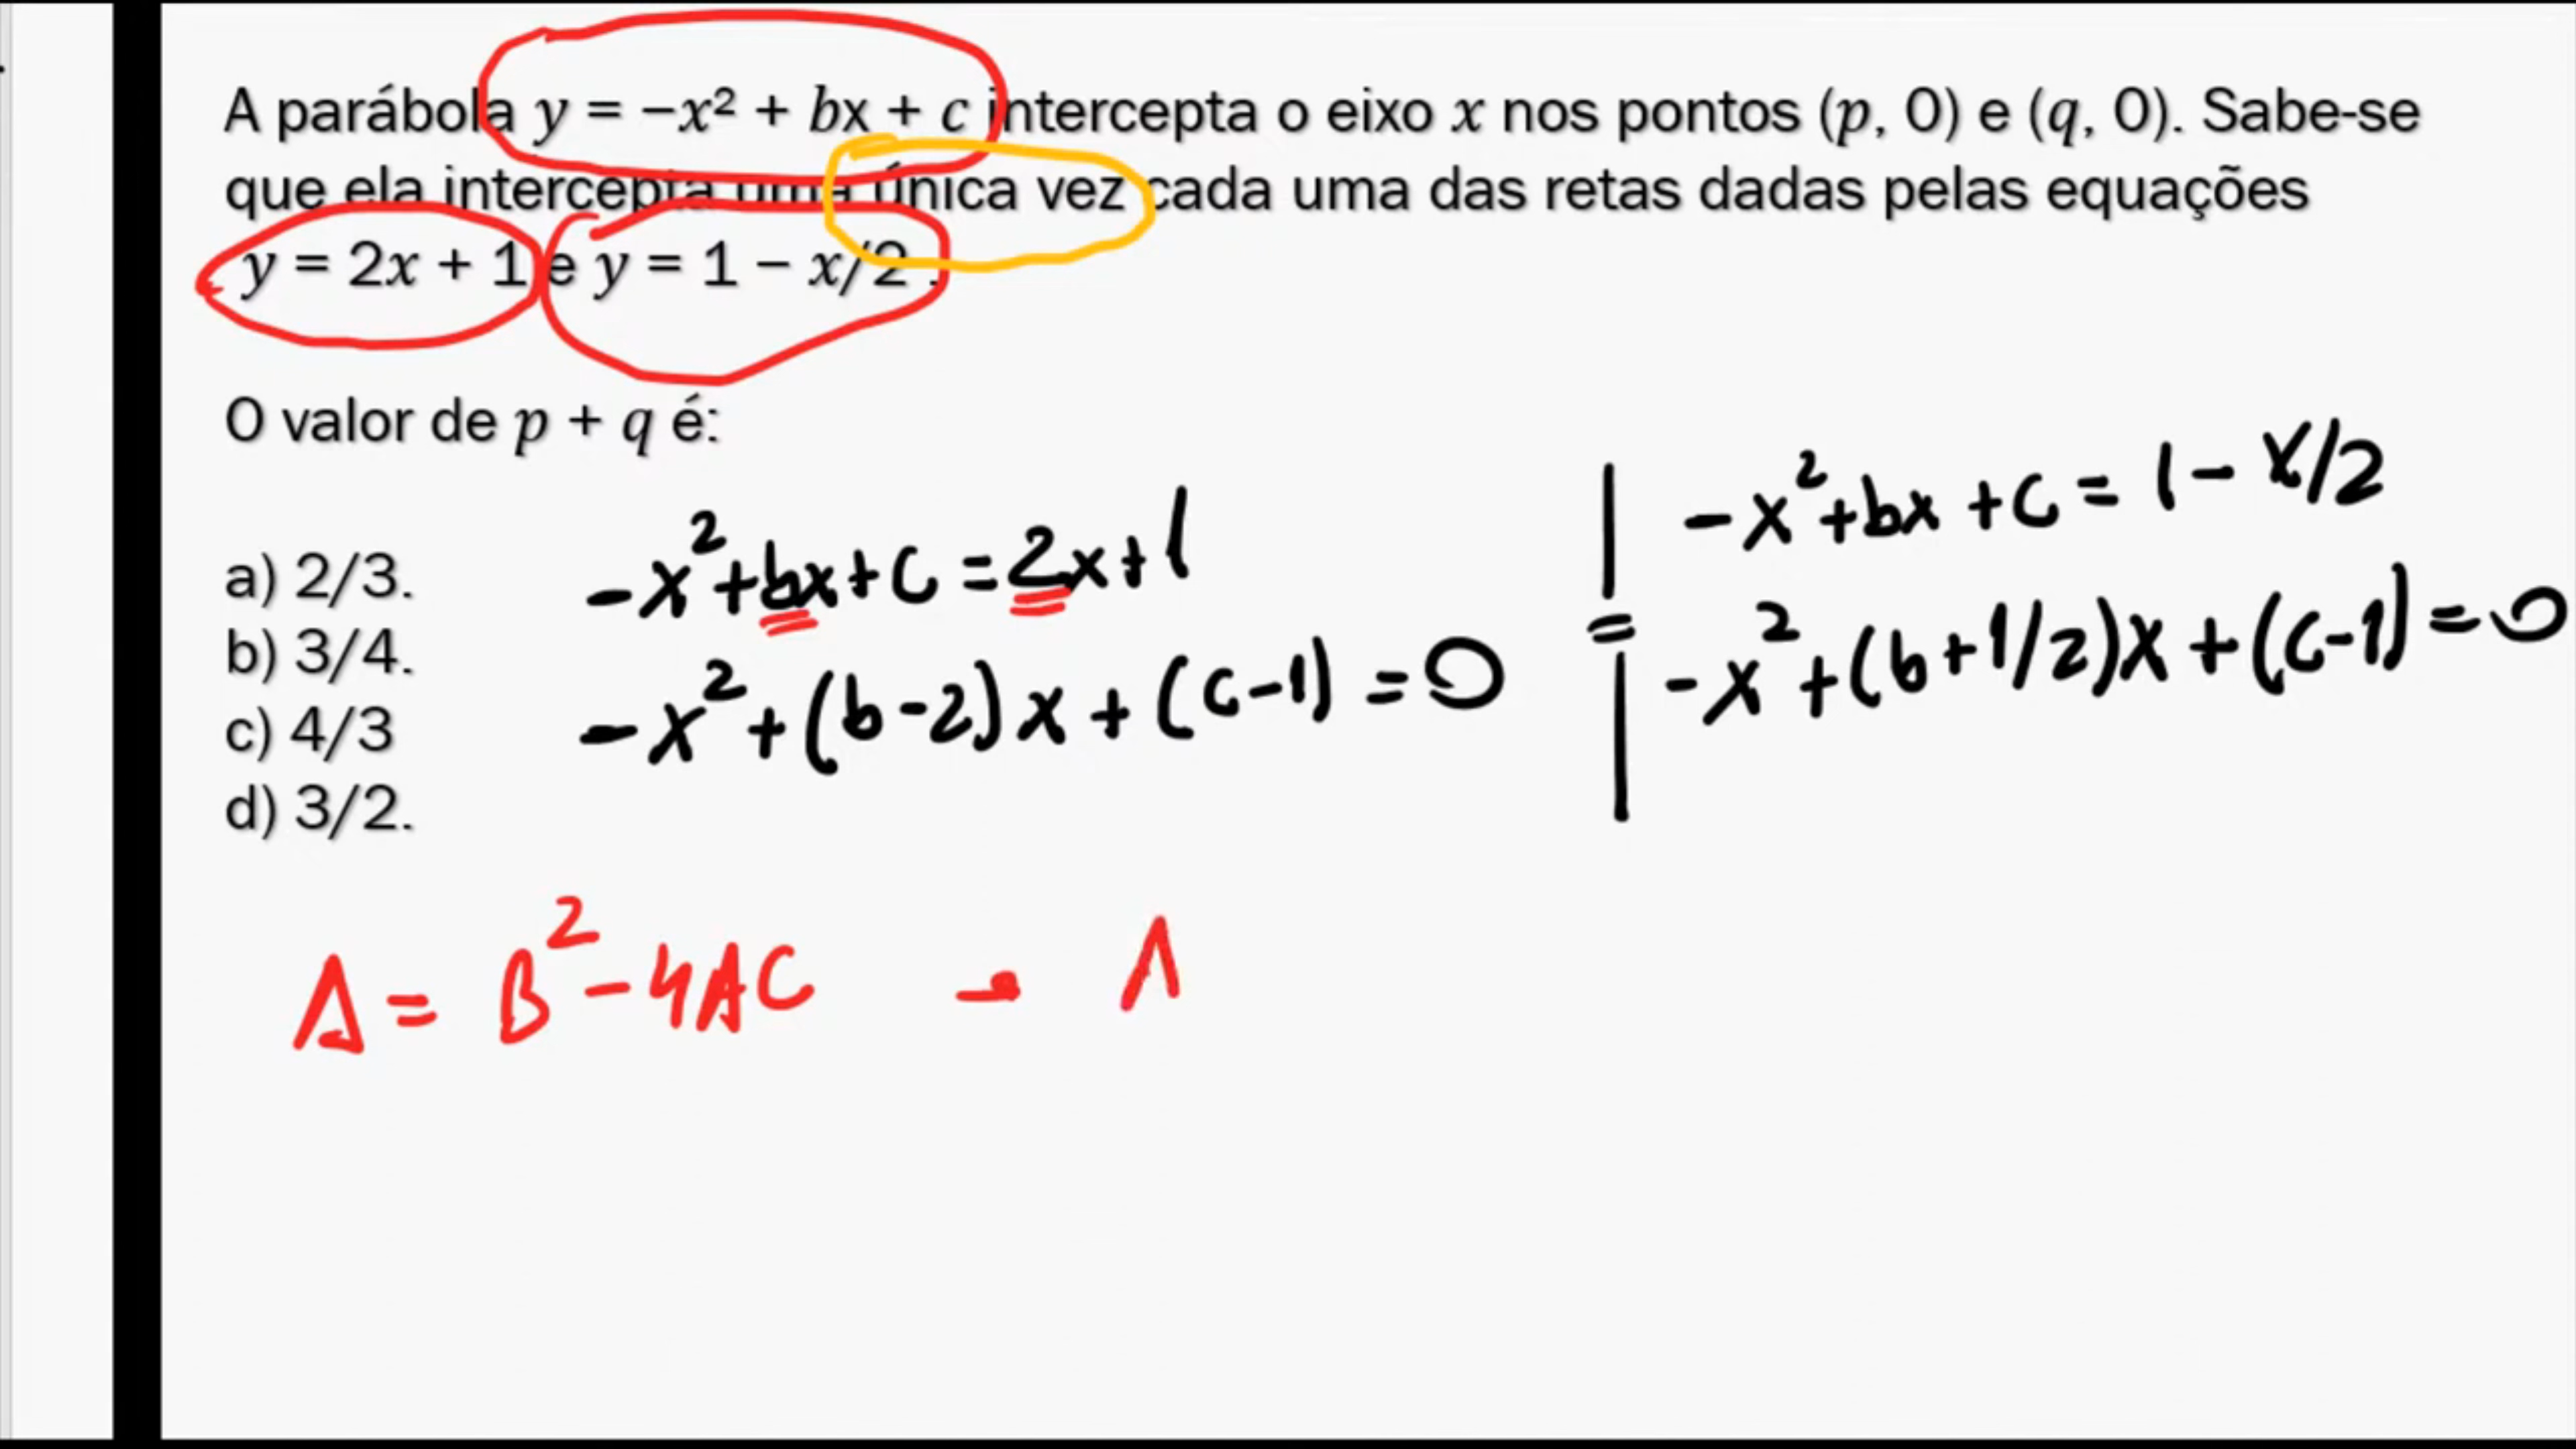 A parábola y = −x² + bx + c intercepta o eixo x nos pontos (p, 0) e (q, 0). Sabe-se
que ela intercepta uma única vez cada uma das retas dadas pelas equações
y = 2x + 1 e y = 1 − x/2 .
O valor de p + q é:
a) 2/3.
b) 3/4.
c) 4/3
d) 3/2.
-x²+bx+c=2x+1
-x²+(b-2)x+(c-1)=0
-x²+bx+c=1-x/2
=
-x²+(b+1/2)x+(c-1)=0
Δ= B²-4AC